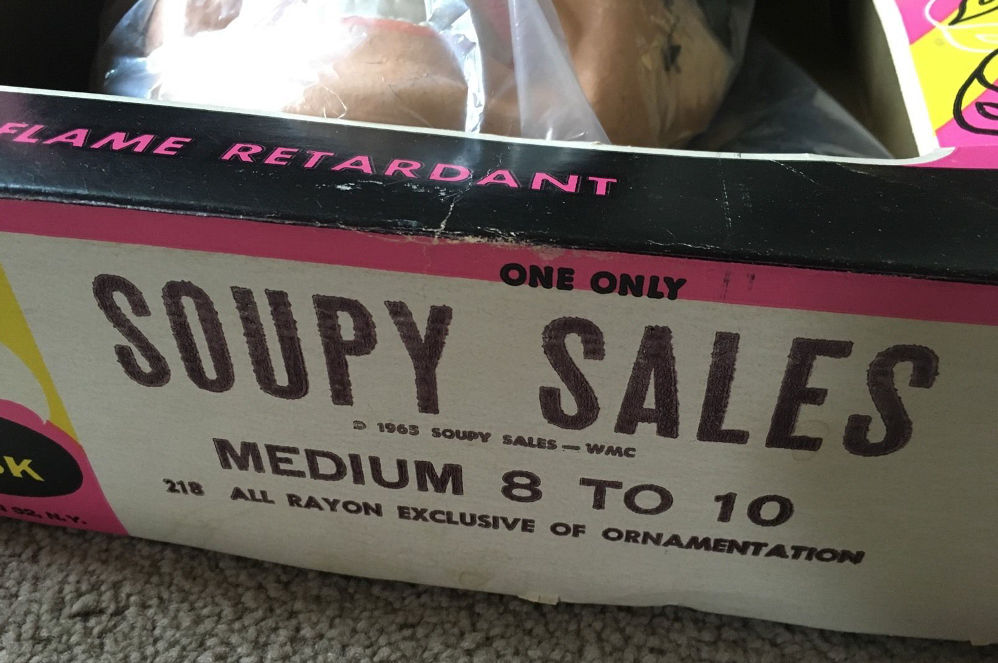 FLAME RETARDANT
ONE ONLY
SOUPY SALES
© 1965 SOUPY SALES — WMC
MEDIUM 8 TO 10
218 ALL RAYON EXCLUSIVE OF ORNAMENTATION
32, N.Y.